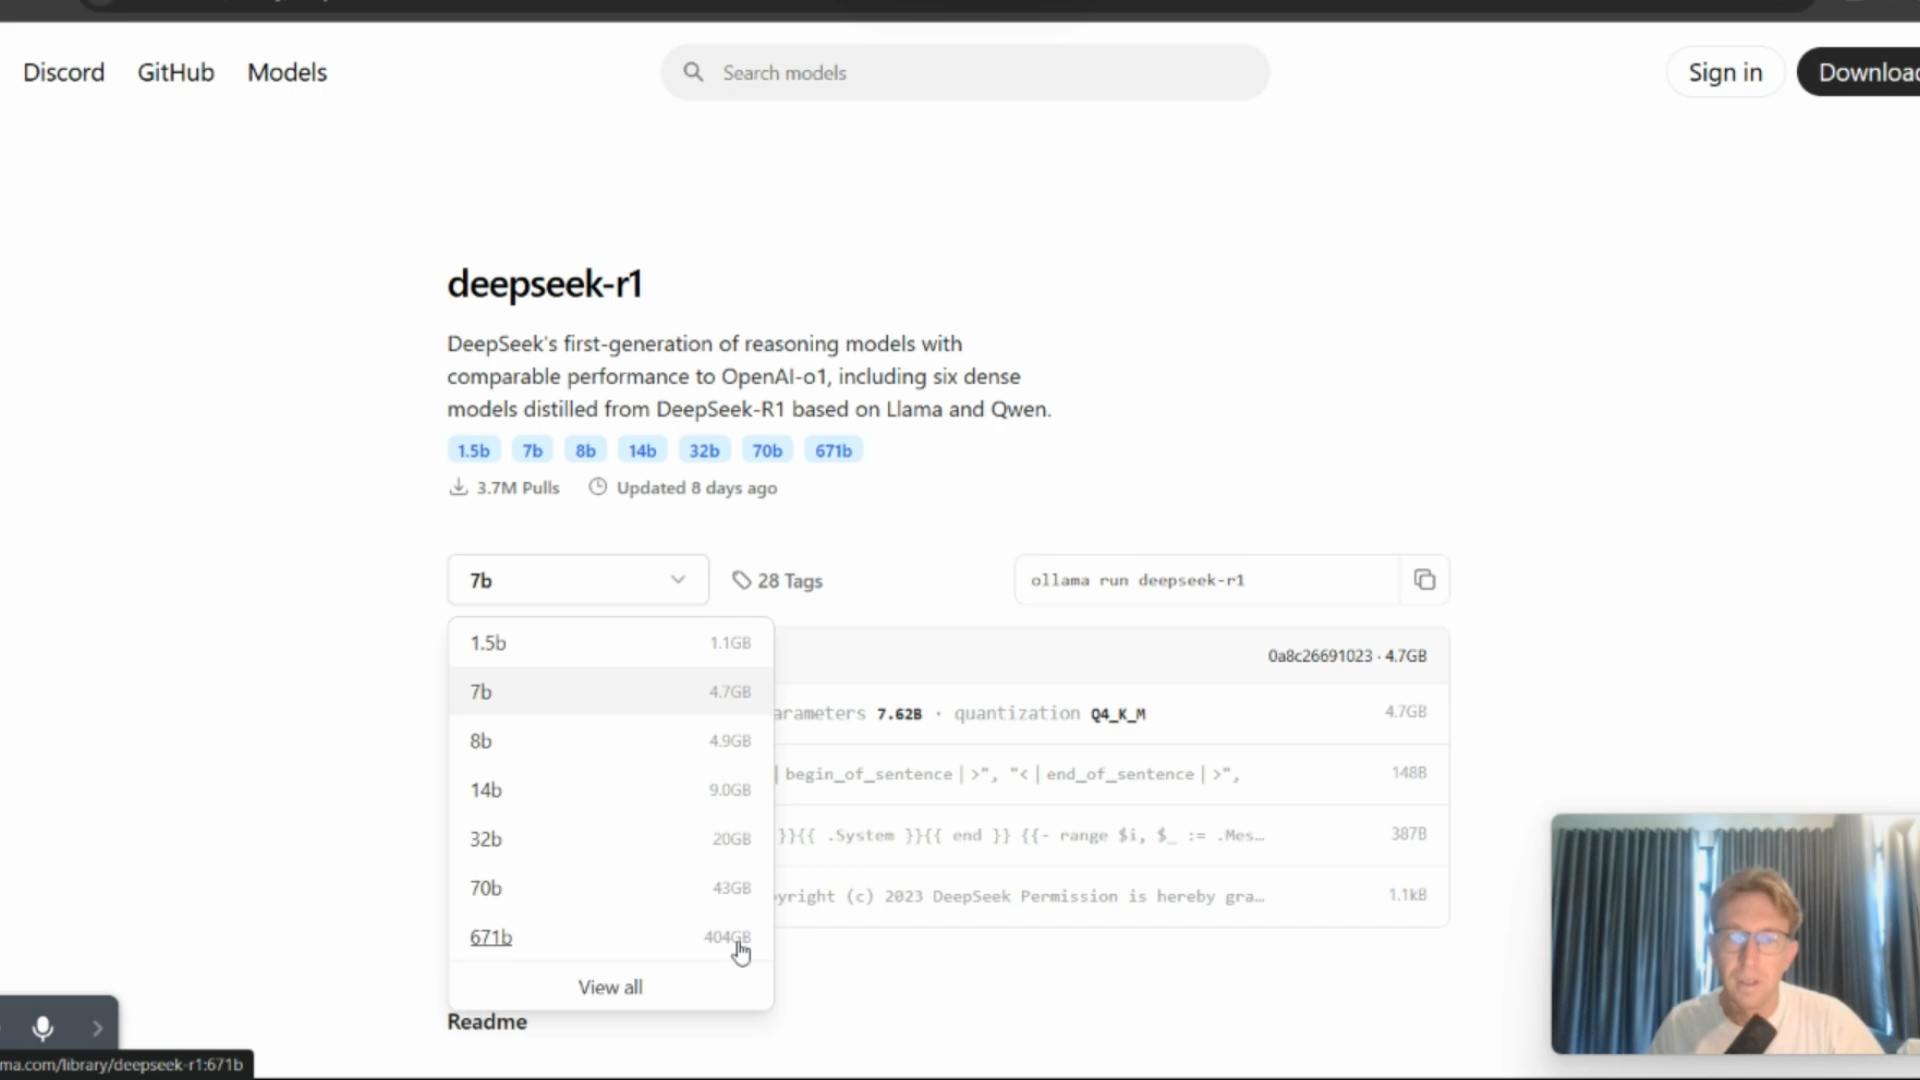 Discord GitHub Models Search models Sign in Downloa
deepseek-r1
DeepSeek's first-generation of reasoning models with
comparable performance to OpenAI-o1, including six dense
models distilled from DeepSeek-R1 based on Llama and Qwen.
1.5b 7b 8b 14b 32b 70b 671b
3.7M Pulls Updated 8 days ago
7b 28 Tags ollama run deepseek-r1
1.5b 1.1GB
0a8c26691023 · 4.7GB
7b 4.7GB
arameters 7.62B · quantization Q4_K_M 4.7GB
8b 4.9GB
|begin_of_sentence|>", "<|end_of_sentence|>", 148B
14b 9.0GB
32b 20GB
}}{{ .System }}{{ end }} {{- range $i, $_ := .Mes… 387B
70b 43GB
yright (c) 2023 DeepSeek Permission is hereby gra… 1.1kB
671b 404GB
View all
Readme
ma.com/library/deepseek-r1:671b